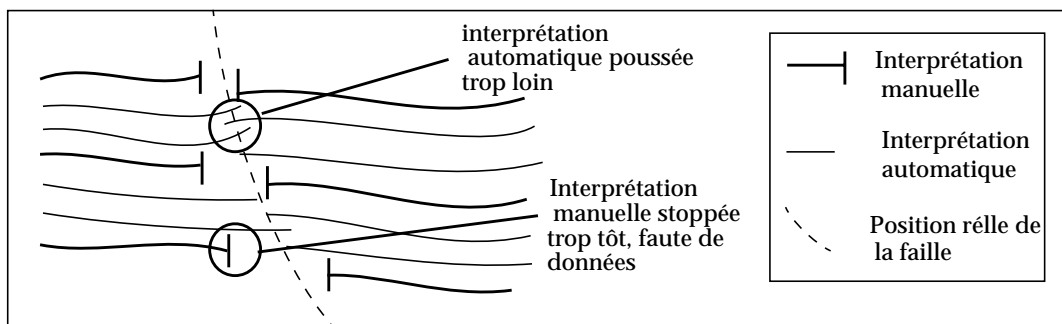 interprétation
automatique poussée
trop loin
Interprétation
manuelle stoppée
trop tôt, faute de
données
Interprétation
manuelle
Interprétation
automatique
Position rélle de
la faille